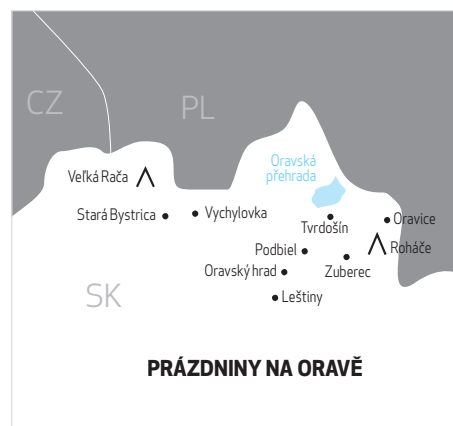 CZ
PL
Oravská
přehrada
Veľká Rača
Stará Bystrica
Vychylovka
Tvrdošín
Oravice
Podbiel
Roháče
Oravský hrad
Zuberec
Leštiny
SK
PRÁZDNINY NA ORAVĚ